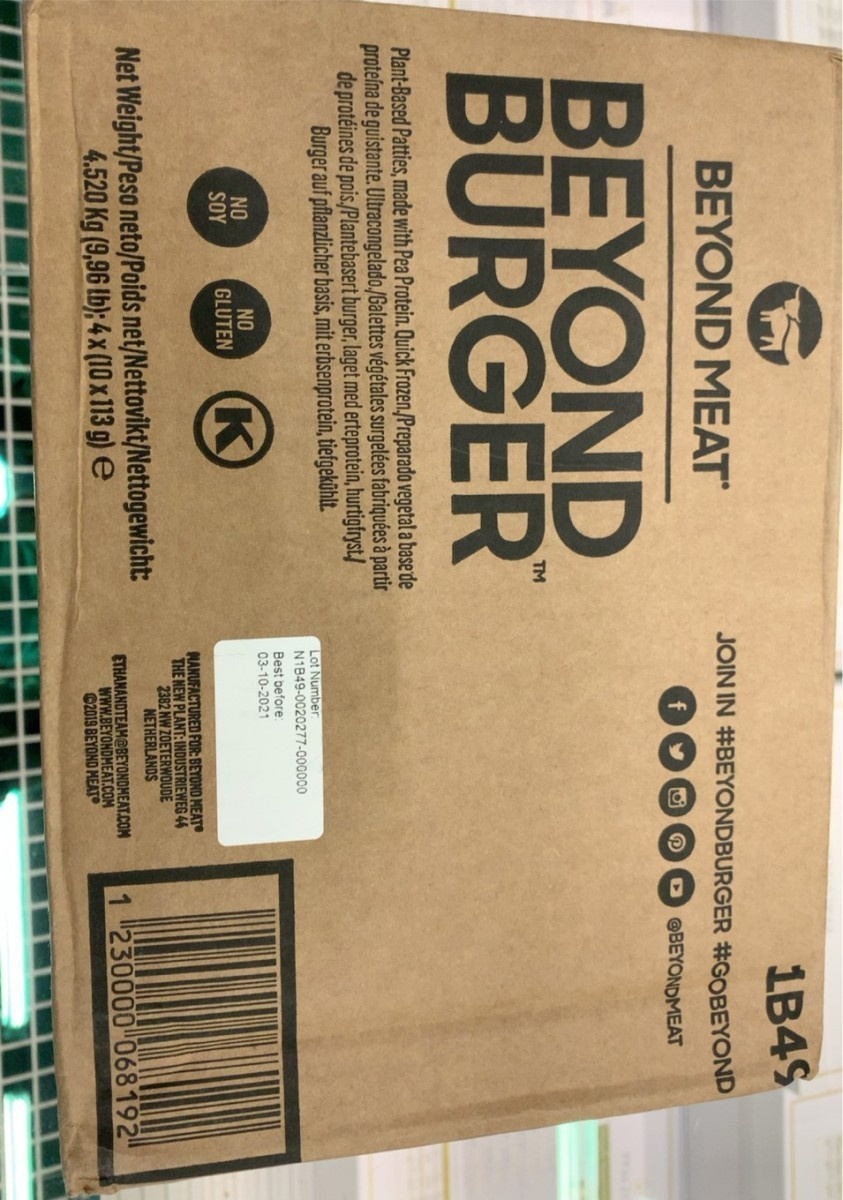 BEYOND MEAT®
BEYOND
BURGER™
Plant-Based Patties, made with Pea Protein. Quick Frozen./Preparado vegetal a base de
proteína de guistante. Ultracongelado./Galettes végétales surgelées fabriquées à partir
de protéines de pois./Plantebasert burger, laget med erteprotein, hurtigfryst./
Burger auf pflanzlicher basis, mit erbsenprotein, tiefgekühlt.
NO
SOY
NO
GLUTEN
K
Net Weight/Peso neto/Poids net/Nettovikt/Nettogewicht:
4.520 Kg (9,96 lb); 4 x (10 x 113 g) ℮
1B49
JOIN IN #BEYONDBURGER #GOBEYOND
@BEYONDMEAT
Lot Number:
N1B49-0020277-000000
Best before:
03-10-2021
MANUFACTURED FOR: BEYOND MEAT®
THE NEW PLANT: INDUSTRIEWEG 44
2382 NW ZOETERWOUDE
NETHERLANDS
ETHANANDTEAM@BEYONDMEAT.COM
WWW.BEYONDMEAT.COM
©2019 BEYOND MEAT®
1 230000 068192